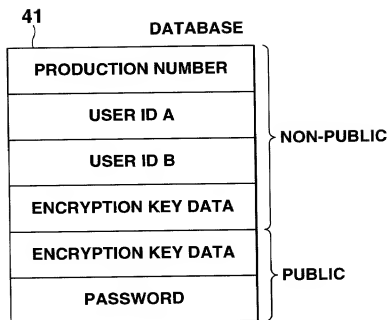 41
DATABASE
PRODUCTION NUMBER
USER ID A
USER ID B
ENCRYPTION KEY DATA
NON-PUBLIC
ENCRYPTION KEY DATA
PASSWORD
PUBLIC